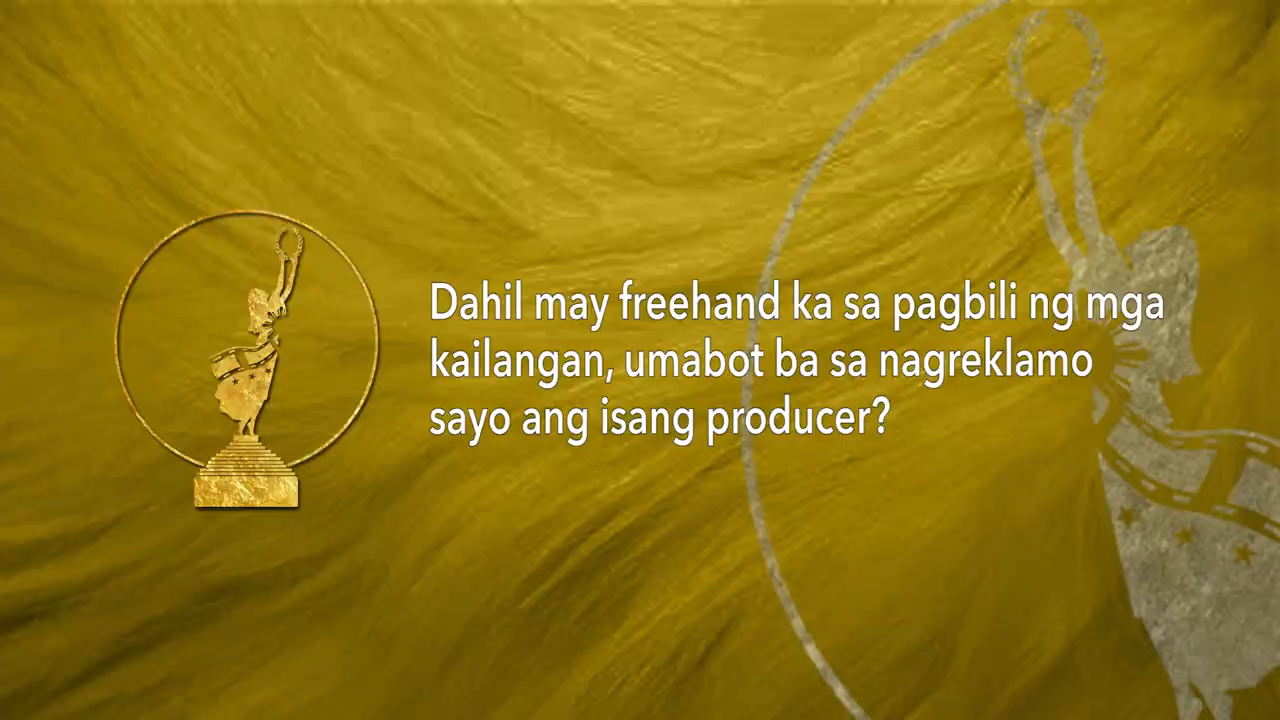 Dahil may freehand ka sa pagbili ng mga
kailangan, umabot ba sa nagreklamo
sayo ang isang producer?